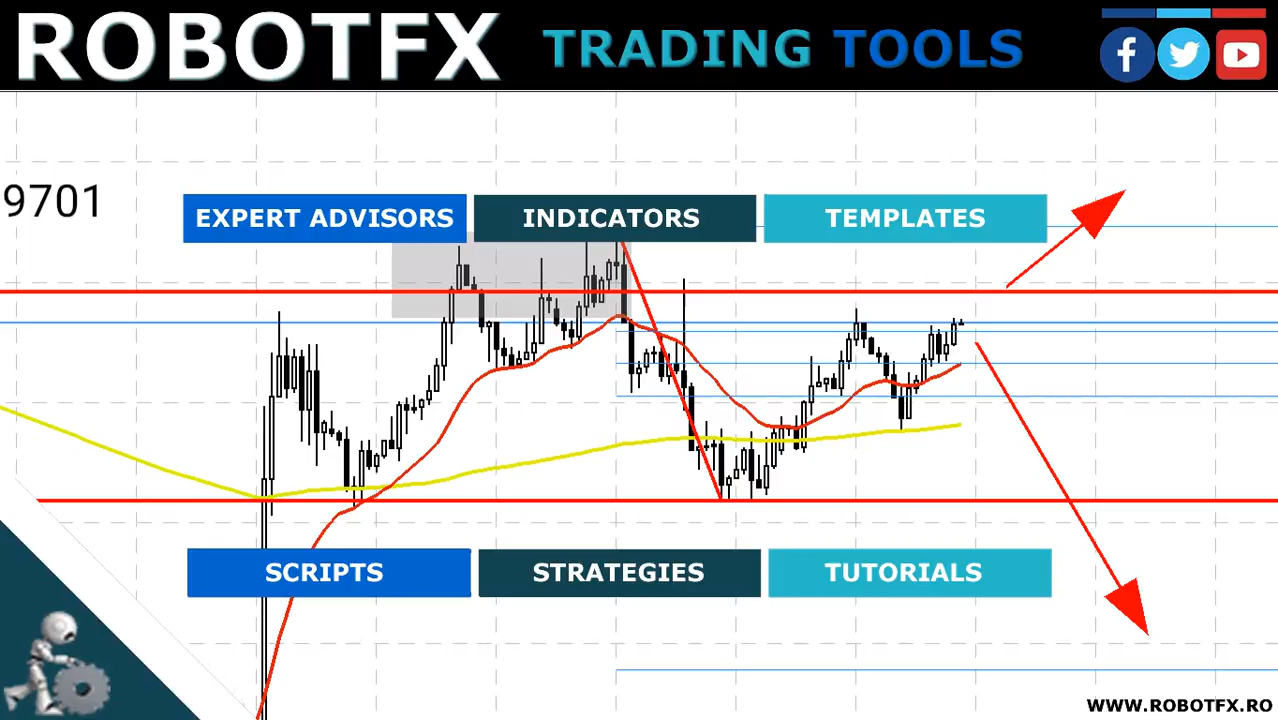 ROBOTFX TRADING TOOLS
9701
EXPERT ADVISORS INDICATORS TEMPLATES
SCRIPTS STRATEGIES TUTORIALS
WWW.ROBOTFX.RO